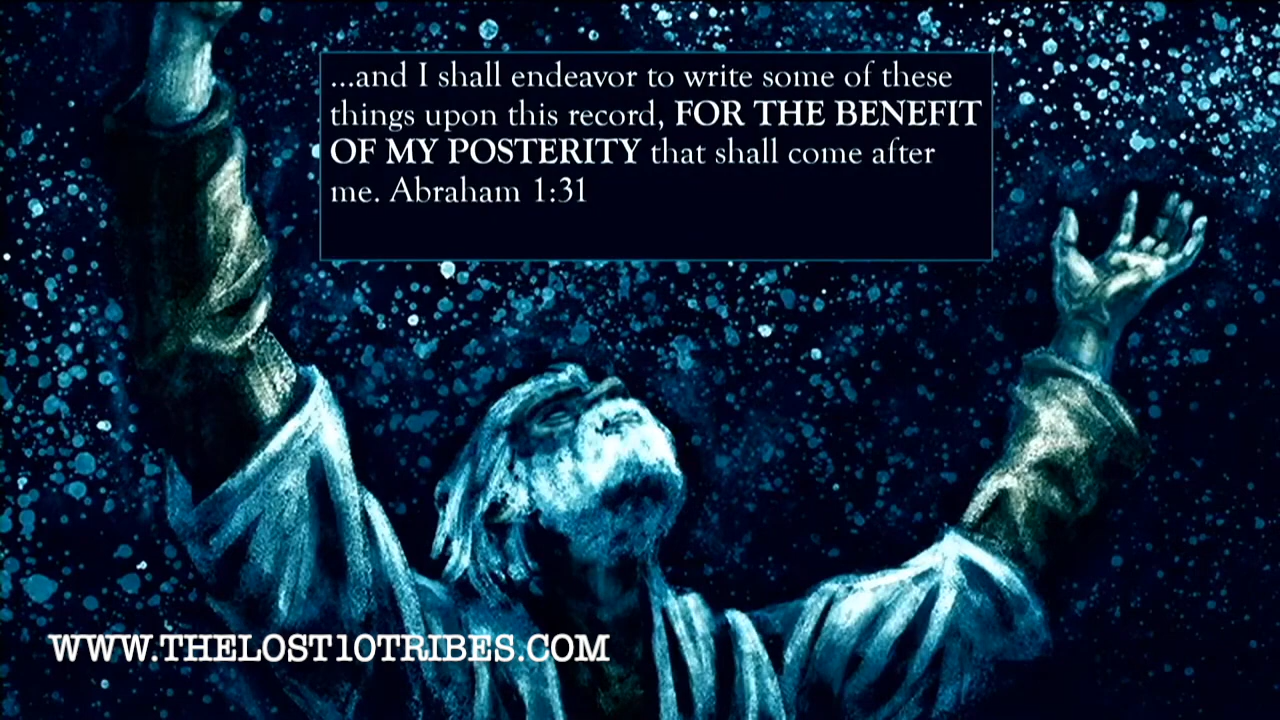 ...and I shall endeavor to write some of these
things upon this record, FOR THE BENEFIT
OF MY POSTERITY that shall come after
me. Abraham 1:31
WWW.THELOST10TRIBES.COM